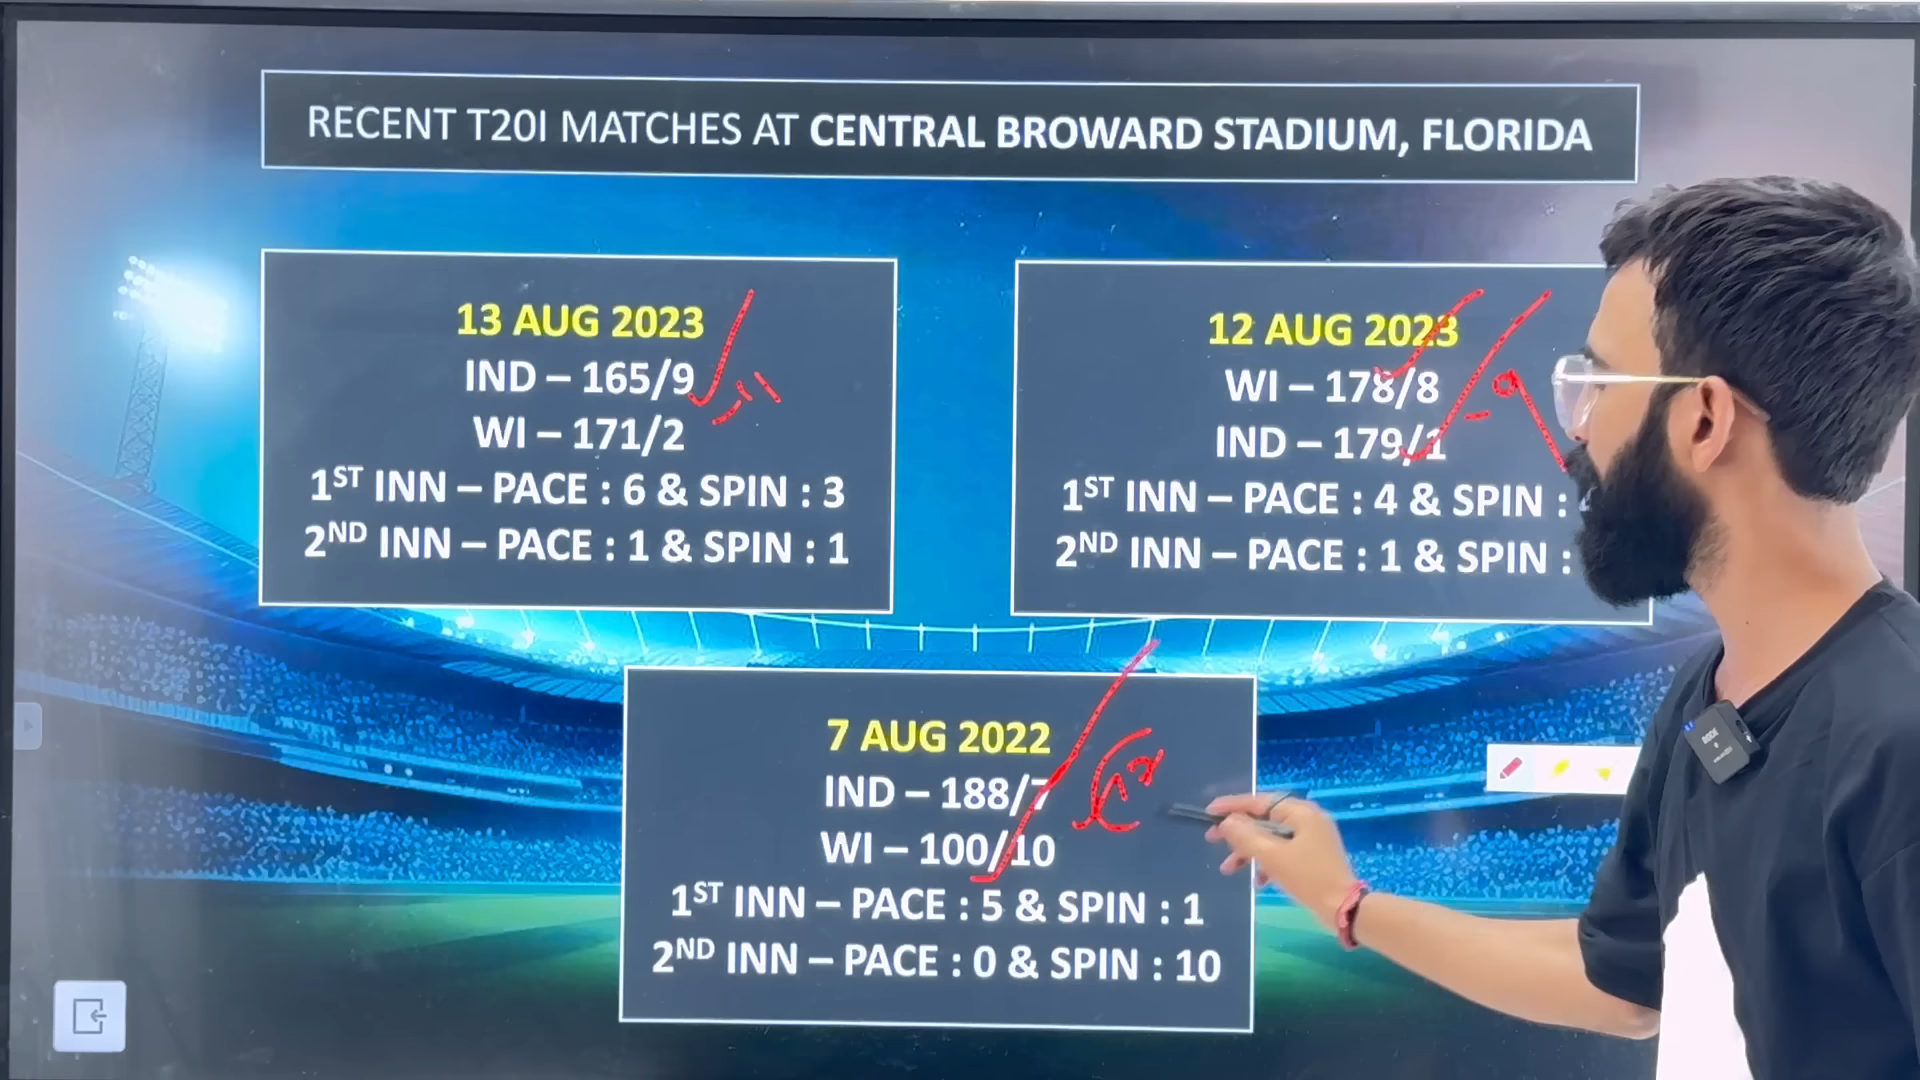 RECENT T20I MATCHES AT CENTRAL BROWARD STADIUM, FLORIDA
13 AUG 2023
IND – 165/9
WI – 171/2
1ST INN – PACE : 6 & SPIN : 3
2ND INN – PACE : 1 & SPIN : 1
12 AUG 2023
WI – 178/8
IND – 179/1
1ST INN – PACE : 4 & SPIN :
2ND INN – PACE : 1 & SPIN :
7 AUG 2022
IND – 188/7
WI – 100/10
1ST INN – PACE : 5 & SPIN : 1
2ND INN – PACE : 0 & SPIN : 10
RODE